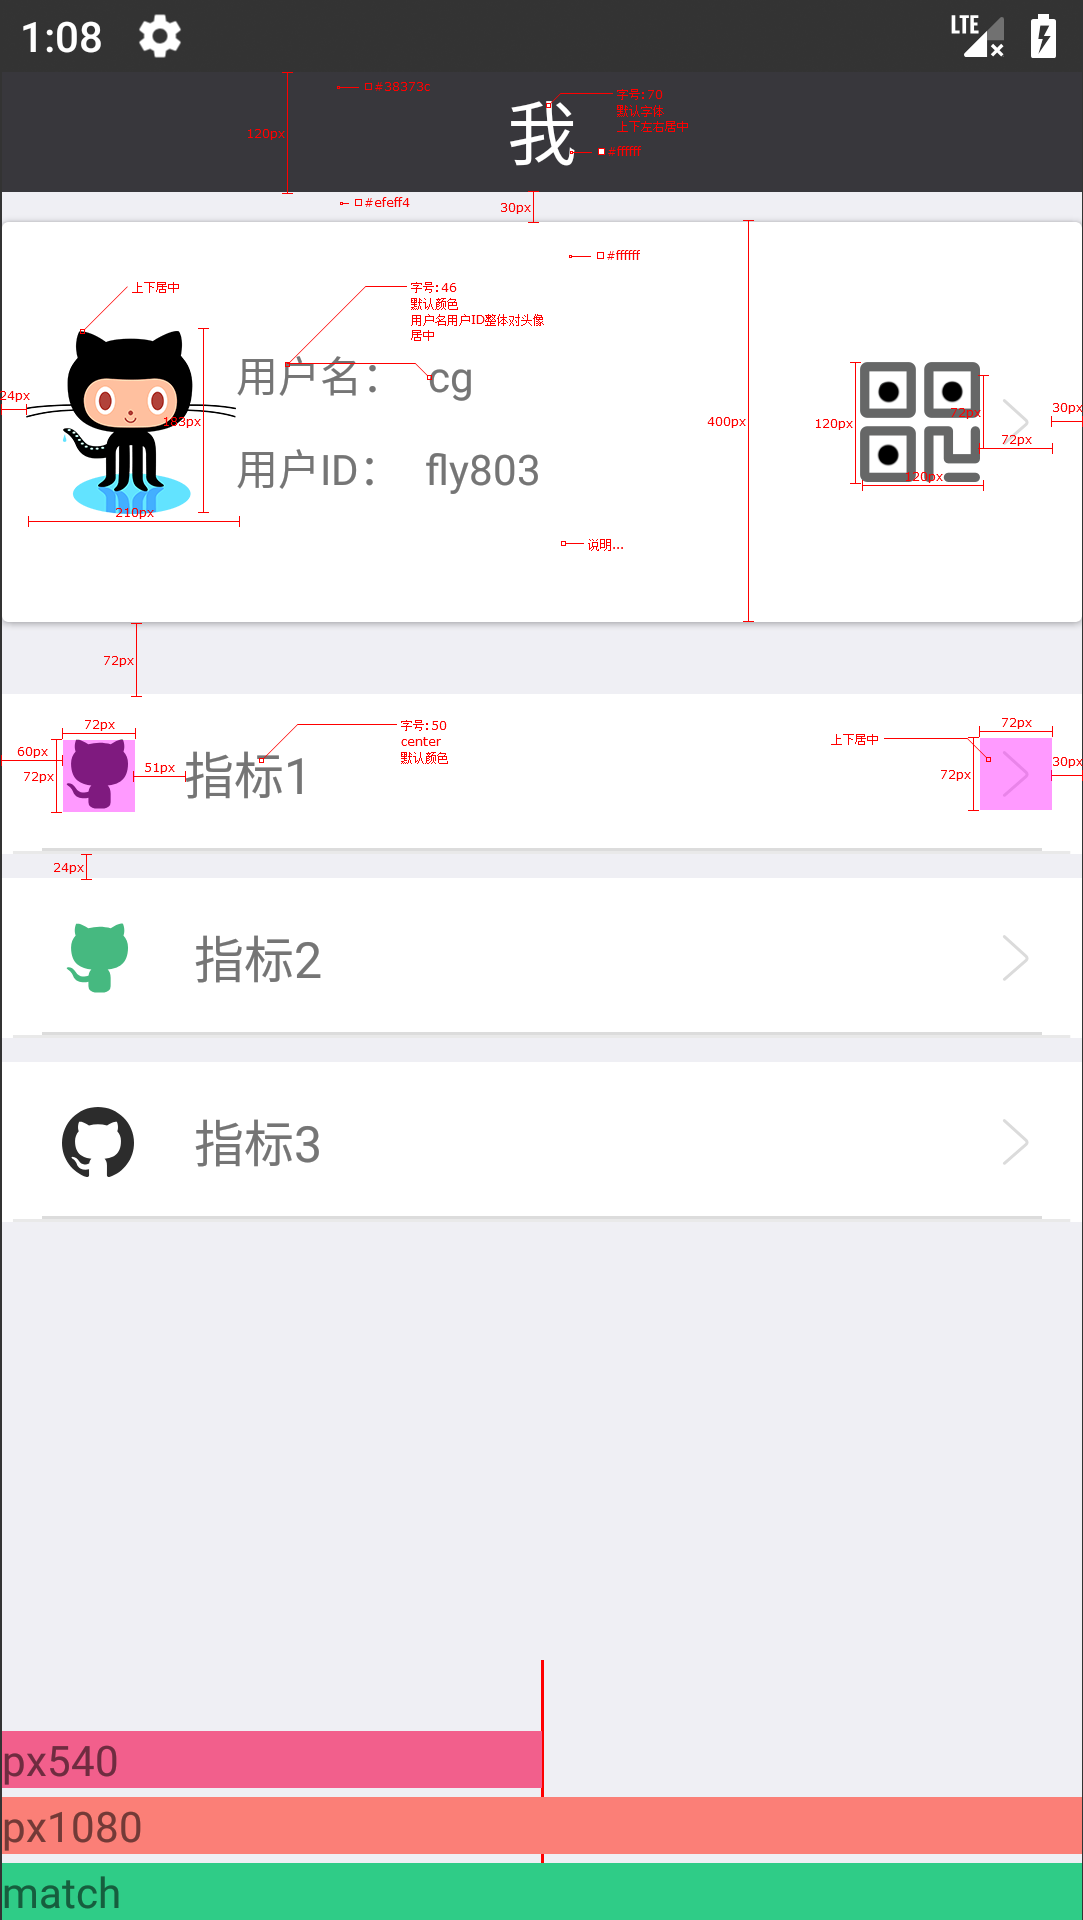 1:08
LTE
#38373c
字号:70
默认字体
上下左右居中
120px
我
#ffffff
#efeff4
30px
#ffffff
上下居中
字号:46
默认颜色
用户名用户ID整体对头像
居中
用户名： cg
24px
183px
400px
120px
72px
30px
72px
用户ID： fly803
120px
210px
说明...
72px
72px
字号:50
center
默认颜色
72px
上下居中
60px
72px
51px
指标1
72px
30px
24px
指标2
指标3
px540
px1080
match